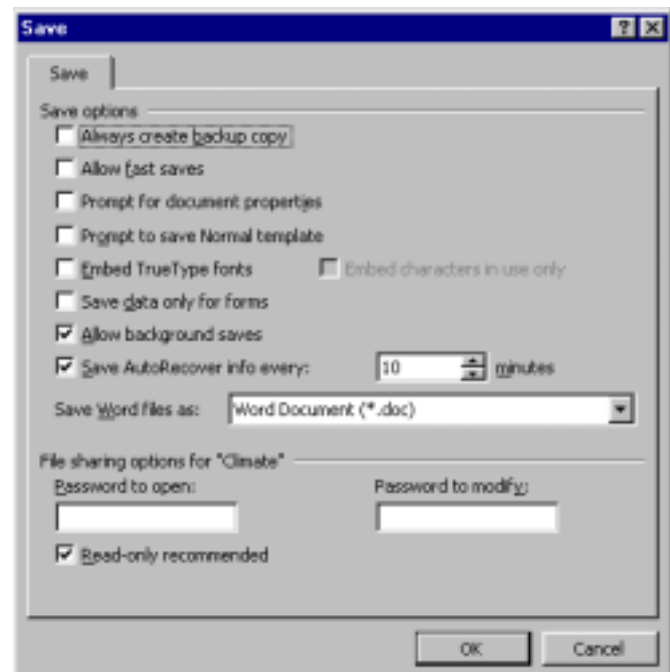 Save
Save
Save options
Always create backup copy
Allow fast saves
Prompt for document properties
Prompt to save Normal template
Embed TrueType fonts Embed characters in use only
Save data only for forms
Allow background saves
Save AutoRecover info every: 10 minutes
Save Word files as: Word Document (*.doc)
File sharing options for "Climate"
Password to open: Password to modify:
Read-only recommended
OK Cancel